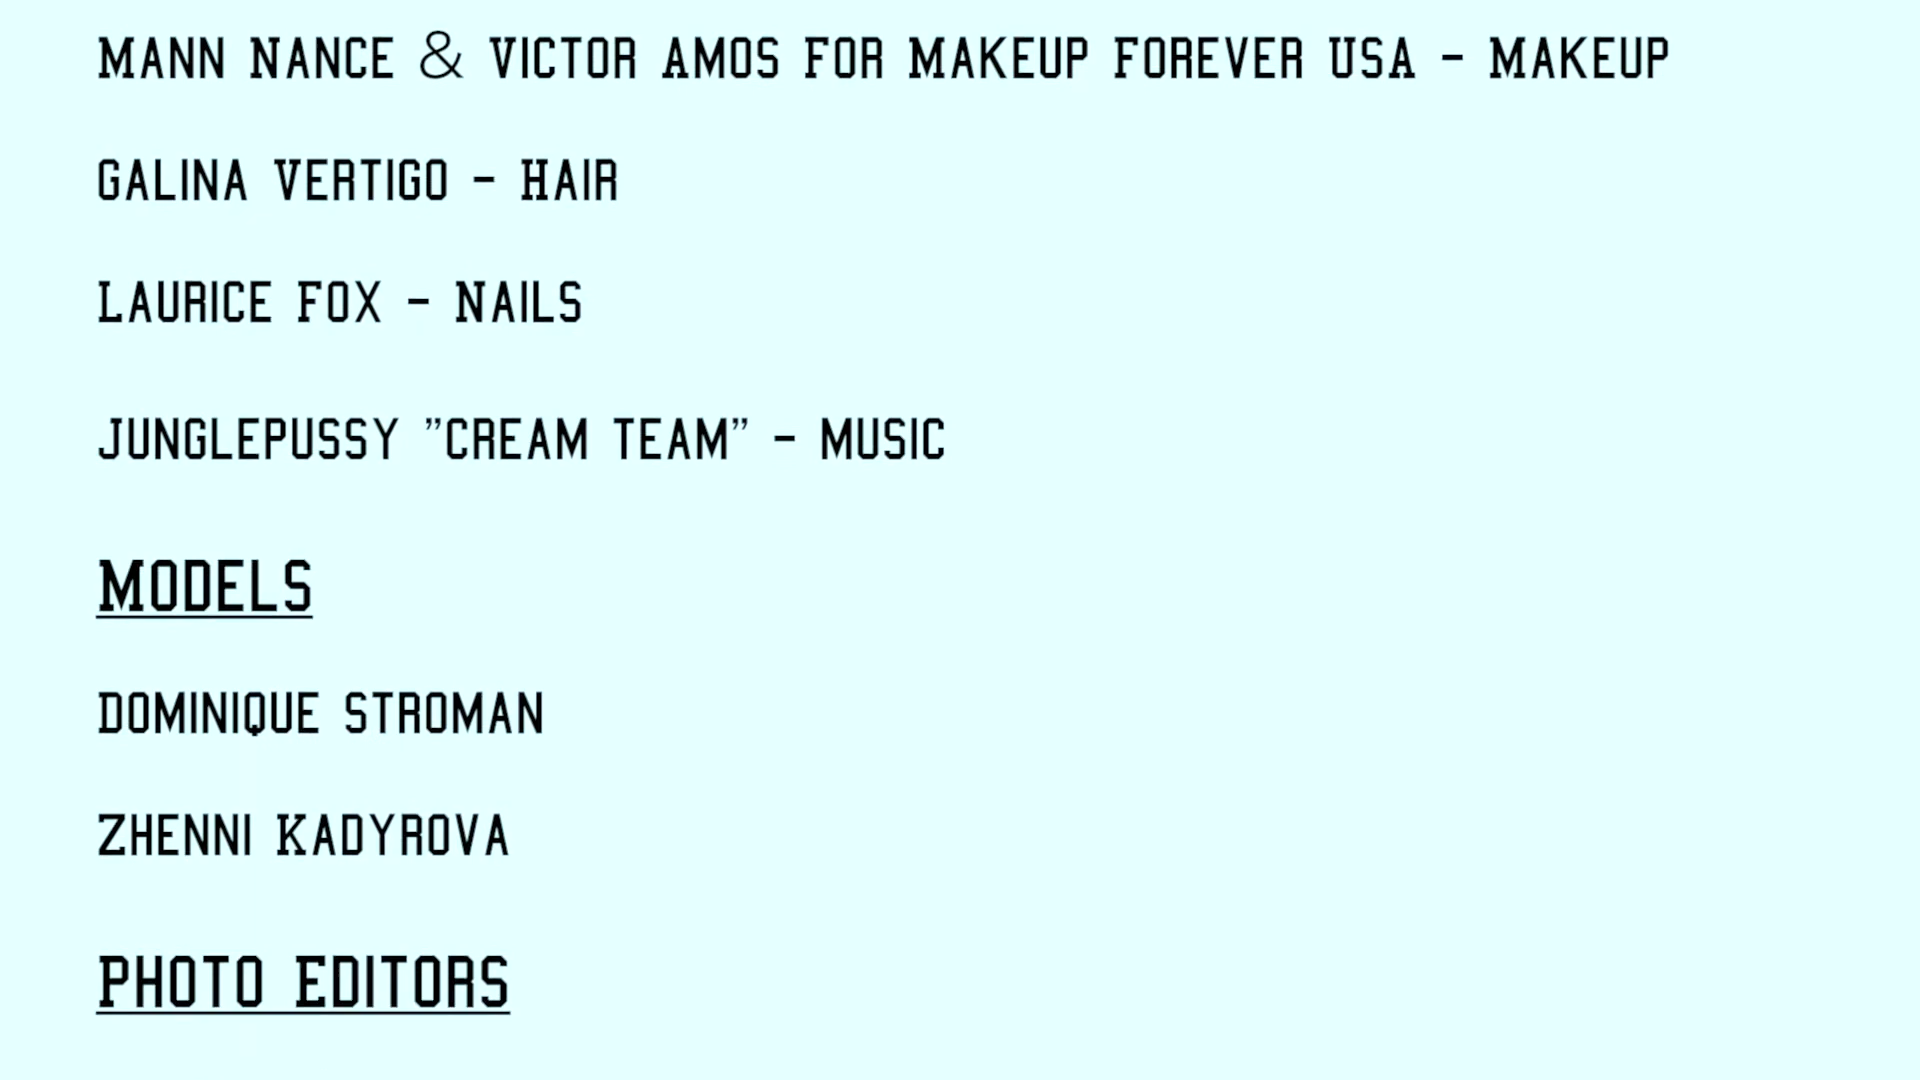 Mann Nance & Victor Amos for Makeup Forever USA - Makeup
Galina Vertigo - Hair
Laurice Fox - Nails
Junglepussy ”Cream Team” - Music
Models
Dominique Stroman
Zhenni Kadyrova
Photo Editors